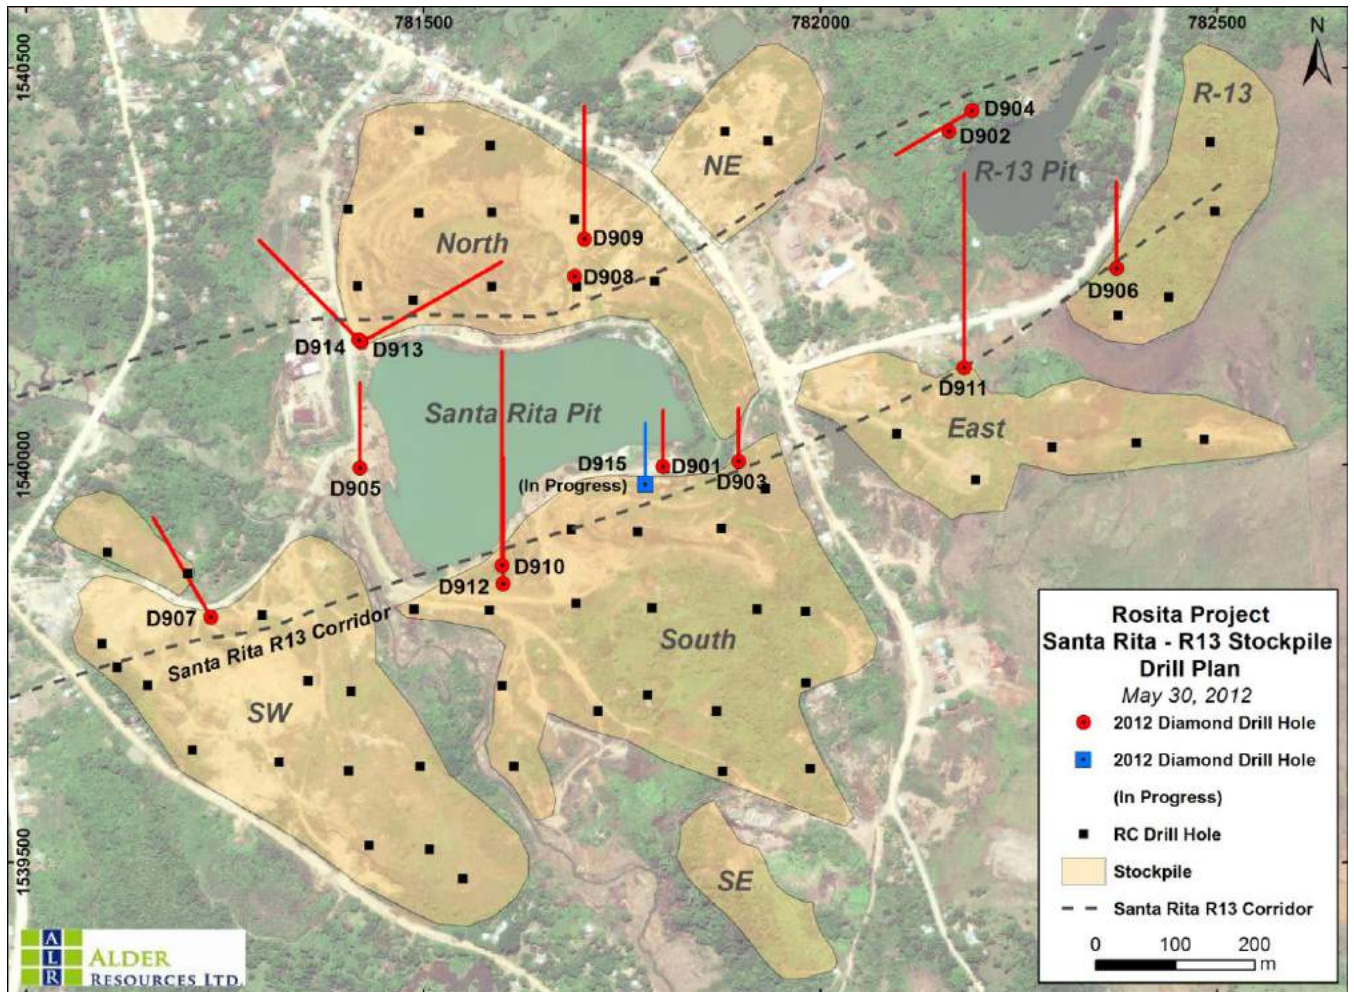 781500
782000
782500
N
1540500
R-13
D904
D902
NE
R-13 Pit
North
D909
D908
D906
D914
D913
D911
Santa Rita Pit
East
1540000
D915
(In Progress)
D901
D903
D905
D910
D912
D907
Santa Rita R13 Corridor
South
SW
1539500
SE
Rosita Project
Santa Rita - R13 Stockpile
Drill Plan
May 30, 2012
2012 Diamond Drill Hole
2012 Diamond Drill Hole
(In Progress)
RC Drill Hole
Stockpile
Santa Rita R13 Corridor
0 100 200
m
A
L
R
ALDER
RESOURCES LTD.